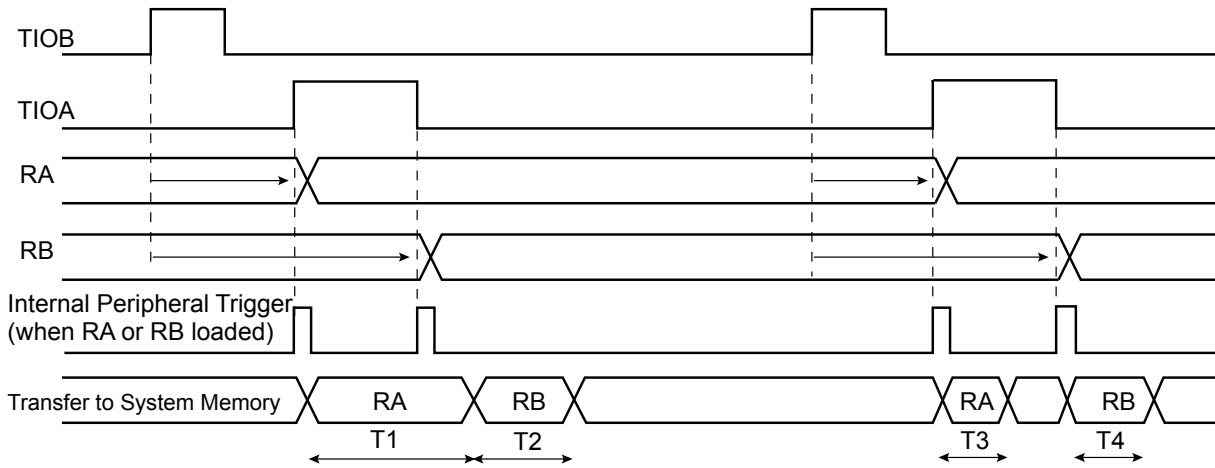 TIOB
TIOA
RA
RB
Internal Peripheral Trigger
(when RA or RB loaded)
Transfer to System Memory RA RB RA RB
T1 T2 T3 T4